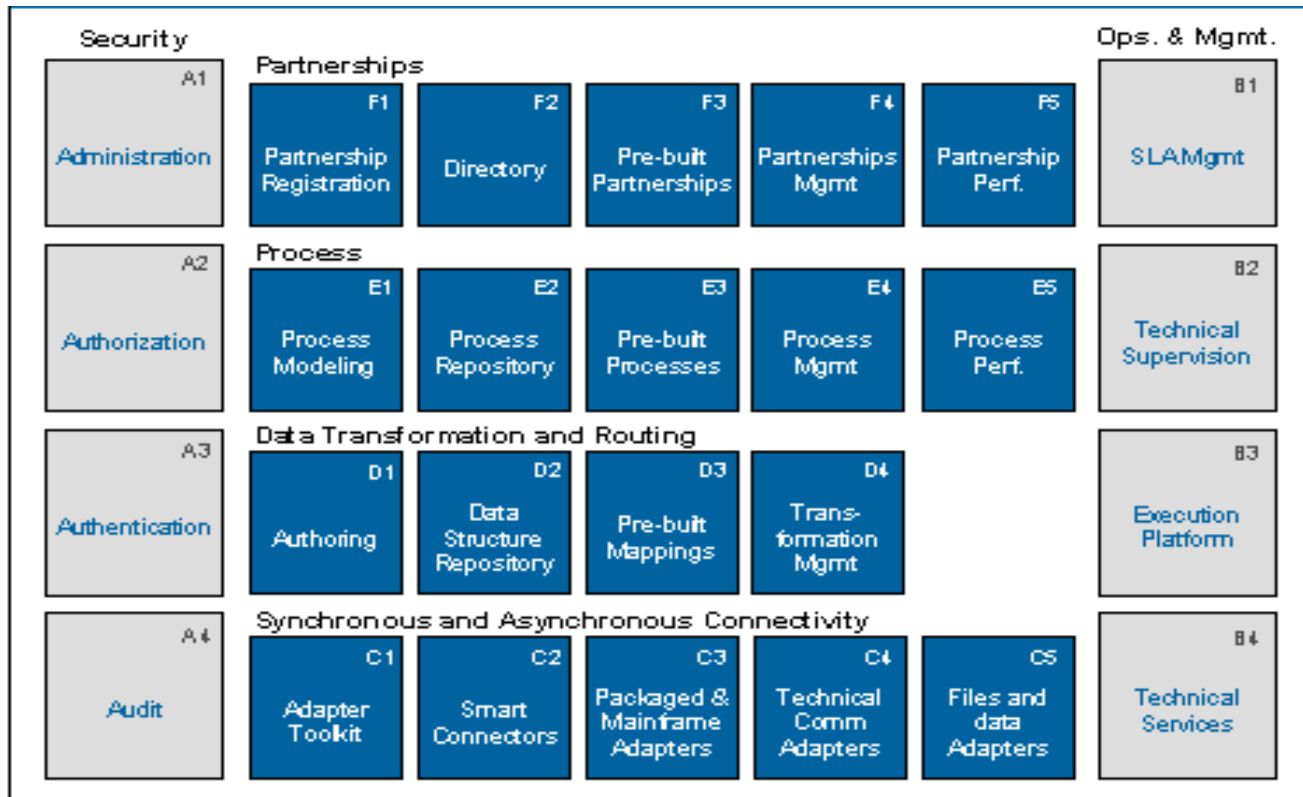 Security
A1
Administration
A2
Authorization
A3
Authentication
A4
Audit
Partnerships
F1
Partnership
Registration
F2
Directory
F3
Pre-built
Partnerships
F4
Partnerships
Mgmt
F5
Partnership
Perf.
Process
E1
Process
Modeling
E2
Process
Repository
E3
Pre-built
Processes
E4
Process
Mgmt
E5
Process
Perf.
Data Transformation and Routing
D1
Authoring
D2
Data
Structure
Repository
D3
Pre-built
Mappings
D4
Trans-
formation
Mgmt
Synchronous and Asynchronous Connectivity
C1
Adapter
Toolkit
C2
Smart
Connectors
C3
Packaged &
Mainframe
Adapters
C4
Technical
Comm
Adapters
C5
Files and
data
Adapters
Ops. & Mgmt.
B1
SLA Mgmt
B2
Technical
Supervision
B3
Execution
Platform
B4
Technical
Services